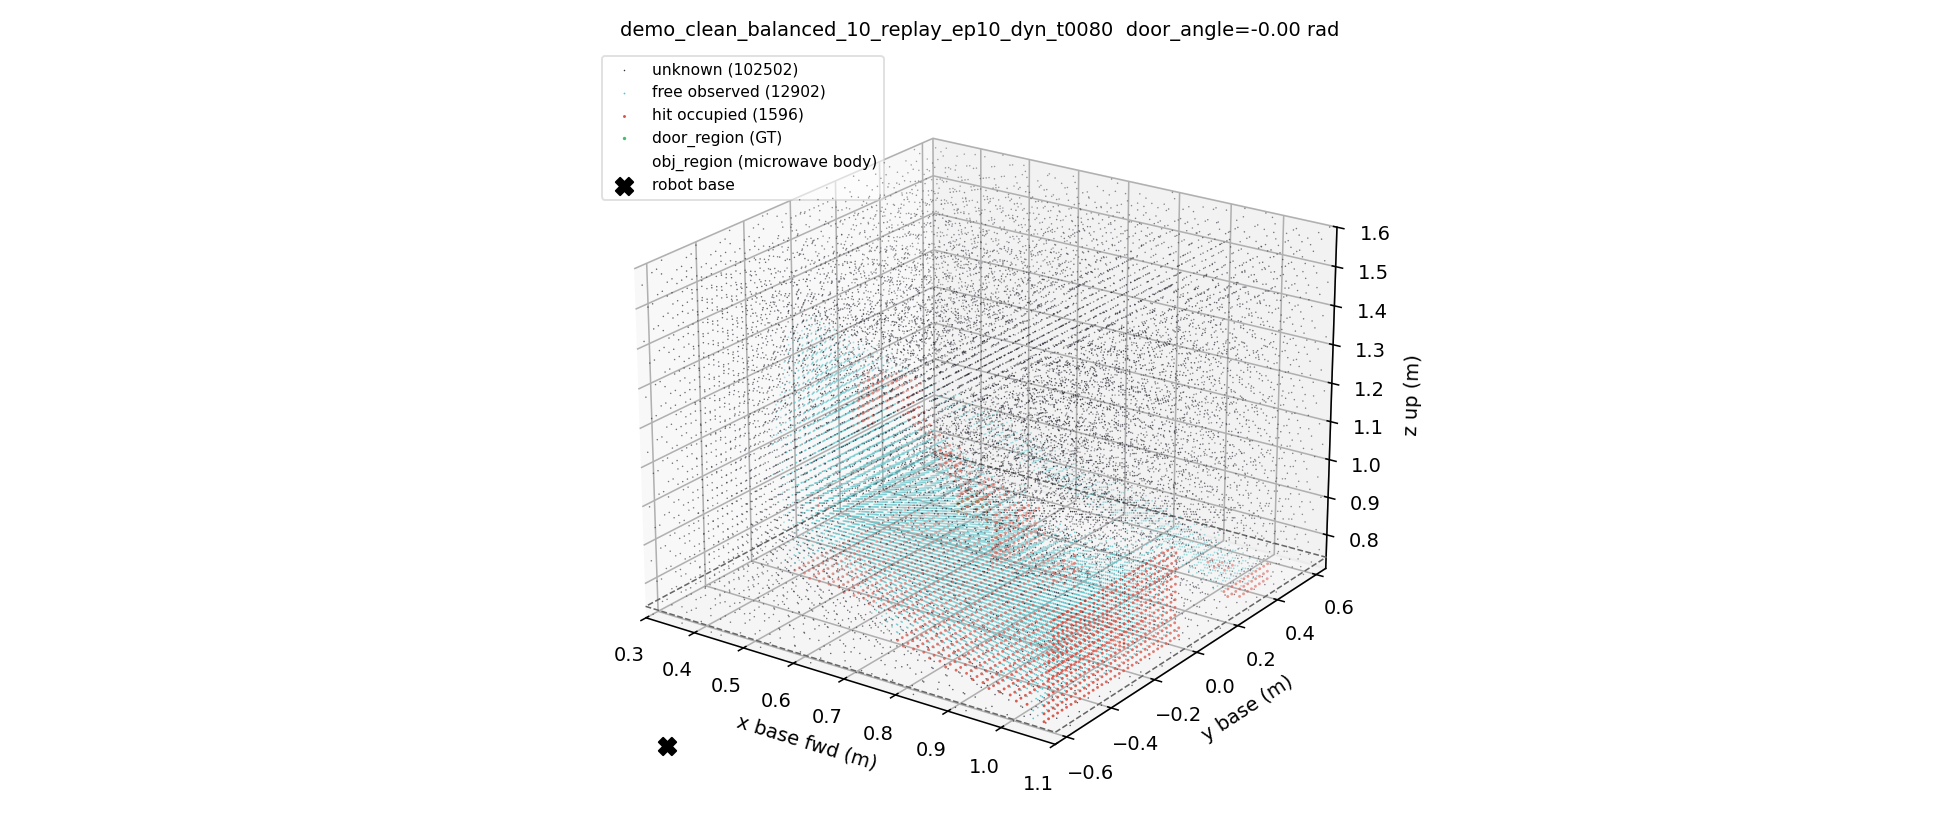 demo_clean_balanced_10_replay_ep10_dyn_t0080  door_angle=-0.00 rad
unknown (102502)
free observed (12902)
hit occupied (1596)
door_region (GT)
obj_region (microwave body)
robot base
1.6
1.5
1.4
1.3
1.2
1.1
1.0
0.9
0.8
z up (m)
0.3
0.4
0.5
0.6
0.7
0.8
0.9
1.0
1.1
x base fwd (m)
−0.6
−0.4
−0.2
0.0
0.2
0.4
0.6
y base (m)